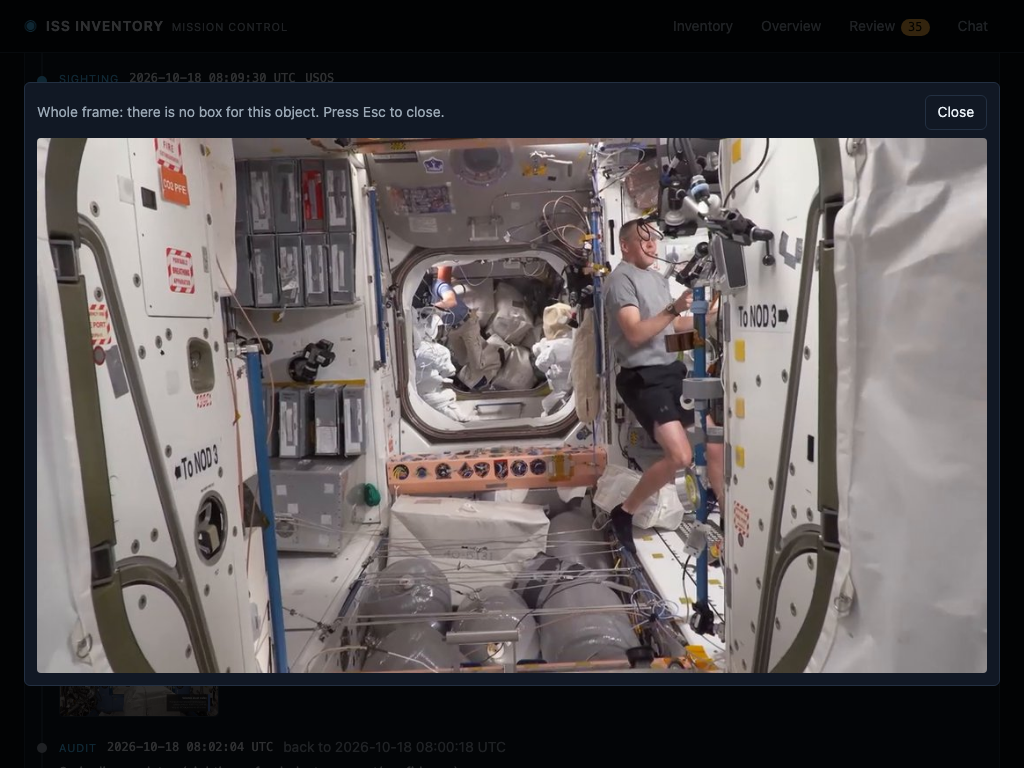 ISS INVENTORY MISSION CONTROL
Inventory
Overview
Review 35
Chat
SIGHTING 2026-10-18 08:09:30 UTC USOS
Whole frame: there is no box for this object. Press Esc to close.
Close
FIRE
CO2 PFE
PORT
To NOD 3
To NOD 3
AUDIT 2026-10-18 08:02:04 UTC back to 2026-10-18 08:00:18 UTC